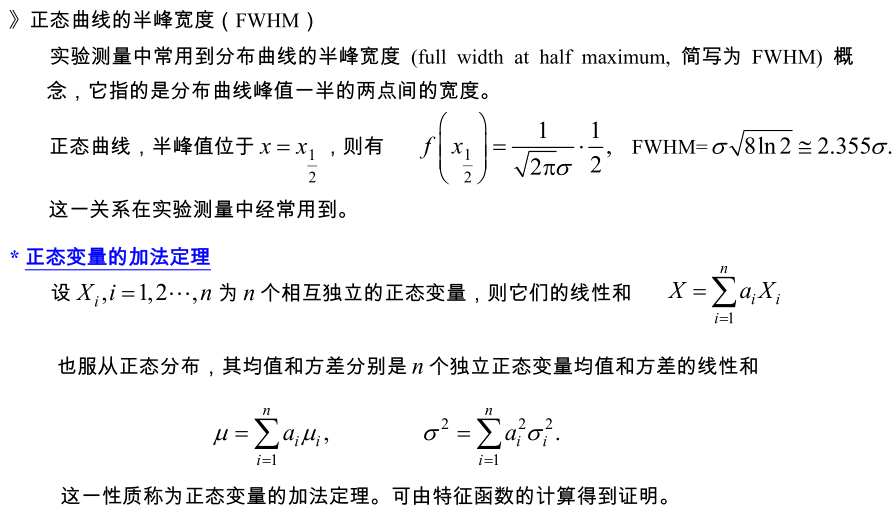 》正态曲线的半峰宽度（FWHM）
实验测量中常用到分布曲线的半峰宽度 (full width at half maximum, 简写为 FWHM) 概
念，它指的是分布曲线峰值一半的两点间的宽度。
正态曲线，半峰值位于 $x = x_{\frac{1}{2}}$ ，则有 $f\left(x_{\frac{1}{2}}\right) = \frac{1}{\sqrt{2\pi}\sigma} \cdot \frac{1}{2},$ FWHM= $\sigma\sqrt{8\ln 2} \cong 2.355\sigma.$
这一关系在实验测量中经常用到。
* 正态变量的加法定理
设 $X_i, i = 1, 2 \cdots, n$ 为 $n$ 个相互独立的正态变量，则它们的线性和 $X = \sum_{i=1}^{n} a_i X_i$
也服从正态分布，其均值和方差分别是 $n$ 个独立正态变量均值和方差的线性和
$\mu = \sum_{i=1}^{n} a_i \mu_i,$ $\sigma^2 = \sum_{i=1}^{n} a_i^2 \sigma_i^2.$
这一性质称为正态变量的加法定理。可由特征函数的计算得到证明。